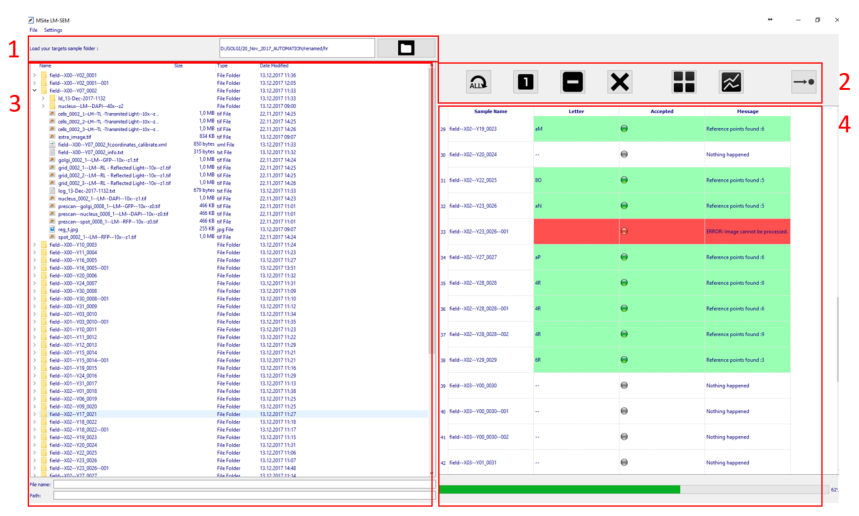 MSite LM-SEM
File Settings
1
Load your targets sample folder :
D:/GOLGI/20_Nov_2017_AUTOMATION/renamed/hr
ALL
1
2
3
Name Size Type Date Modified
field--X00--Y02_0001 File Folder 13.12.2017 11:36
field--X00--Y02_0001--001 File Folder 13.12.2017 12:05
field--X00--Y07_0002 File Folder 13.12.2017 11:33
ld_13-Dec-2017-1132 File Folder 13.12.2017 11:33
nucleus--LM--DAPI--40x--z2 File Folder 13.12.2017 09:00
cells_0002_1--LM--TL -Transmited Light--10x--z... 1,0 MB tif File 22.11.2017 14:25
cells_0002_2--LM--TL -Transmited Light--10x--z... 1,0 MB tif File 22.11.2017 14:25
cells_0002_3--LM--TL -Transmited Light--10x--z... 1,0 MB tif File 22.11.2017 14:26
extra_image.tif 834 KB tif File 13.12.2017 09:07
field--X00--Y07_0002_fcoordinates_calibrate.xml 850 bytes xml File 13.12.2017 11:33
field--X00--Y07_0002_info.txt 315 bytes txt File 13.12.2017 11:32
golgi_0002_1--LM--GFP--10x--z1.tif 1,0 MB tif File 22.11.2017 14:24
grid_0002_1--LM--RL - Reflected Light--10x--z1.tif 1,0 MB tif File 22.11.2017 14:25
grid_0002_2--LM--RL - Reflected Light--10x--z1.tif 1,0 MB tif File 22.11.2017 14:25
grid_0002_3--LM--RL - Reflected Light--10x--z1.tif 1,0 MB tif File 22.11.2017 14:26
log_13-Dec-2017-1132.txt 679 bytes txt File 13.12.2017 11:33
nucleus_0002_1--LM--DAPI--10x--z1.tif 1,0 MB tif File 22.11.2017 14:23
prescan--golgi_0008_1--LM--GFP--10x--z0.tif 466 KB tif File 22.11.2017 11:01
prescan--nucleus_0008_1--LM--DAPI--10x--z0.tif 466 KB tif File 22.11.2017 11:01
prescan--spot_0008_1--LM--RFP--10x--z0.tif 466 KB tif File 22.11.2017 11:01
reg_t.jpg 255 KB jpg File 13.12.2017 09:07
spot_0002_1--LM--RFP--10x--z1.tif 1,0 MB tif File 22.11.2017 14:24
field--X00--Y10_0003 File Folder 13.12.2017 11:24
field--X00--Y11_0004 File Folder 13.12.2017 11:23
field--X00--Y16_0005 File Folder 13.12.2017 11:27
field--X00--Y16_0005--001 File Folder 12.12.2017 13:51
field--X00--Y20_0006 File Folder 13.12.2017 11:32
field--X00--Y24_0007 File Folder 13.12.2017 11:31
field--X00--Y30_0008 File Folder 13.12.2017 11:09
field--X00--Y30_0008--001 File Folder 13.12.2017 11:10
field--X00--Y31_0009 File Folder 13.12.2017 11:12
field--X01--Y03_0010 File Folder 13.12.2017 11:34
field--X01--Y03_0010--001 File Folder 13.12.2017 11:35
field--X01--Y10_0011 File Folder 13.12.2017 11:23
field--X01--Y11_0012 File Folder 13.12.2017 11:22
field--X01--Y12_0013 File Folder 13.12.2017 11:29
field--X01--Y15_0014 File Folder 13.12.2017 11:21
field--X01--Y15_0014--001 File Folder 13.12.2017 11:21
field--X01--Y19_0015 File Folder 13.12.2017 11:16
field--X01--Y24_0016 File Folder 13.12.2017 11:29
field--X01--Y31_0017 File Folder 13.12.2017 11:13
field--X02--Y01_0018 File Folder 13.12.2017 11:38
field--X02--Y06_0019 File Folder 13.12.2017 11:25
field--X02--Y09_0020 File Folder 13.12.2017 11:25
field--X02--Y17_0021 File Folder 13.12.2017 11:27
field--X02--Y18_0022 File Folder 13.12.2017 11:18
field--X02--Y18_0022--001 File Folder 13.12.2017 11:17
field--X02--Y19_0023 File Folder 13.12.2017 11:15
field--X02--Y20_0024 File Folder 13.12.2017 11:31
field--X02--Y22_0025 File Folder 13.12.2017 11:06
field--X02--Y23_0026 File Folder 13.12.2017 11:07
field--X02--Y23_0026--001 File Folder 12.12.2017 14:48
field--X02--Y27_0027 File Folder 13.12.2017 11:14
File name:
Path:
4
Sample Name Letter Accepted Message
29 field--X02--Y19_0023 aM Reference points found :6
30 field--X02--Y20_0024 -- Nothing happened
31 field--X02--Y22_0025 8O Reference points found :5
32 field--X02--Y23_0026 aN Reference points found :5
33 field--X02--Y23_0026--001 ERROR: Image cannot be processed.
34 field--X02--Y27_0027 aP Reference points found :6
35 field--X02--Y28_0028 4R Reference points found :8
36 field--X02--Y28_0028--001 4R Reference points found :8
37 field--X02--Y28_0028--002 4R Reference points found :8
38 field--X02--Y28_0029 6R Reference points found :3
39 field--X03--Y00_0030 -- Nothing happened
40 field--X03--Y00_0030--001 -- Nothing happened
41 field--X03--Y00_0030--002 -- Nothing happened
42 field--X03--Y01_0031 -- Nothing happened
62%